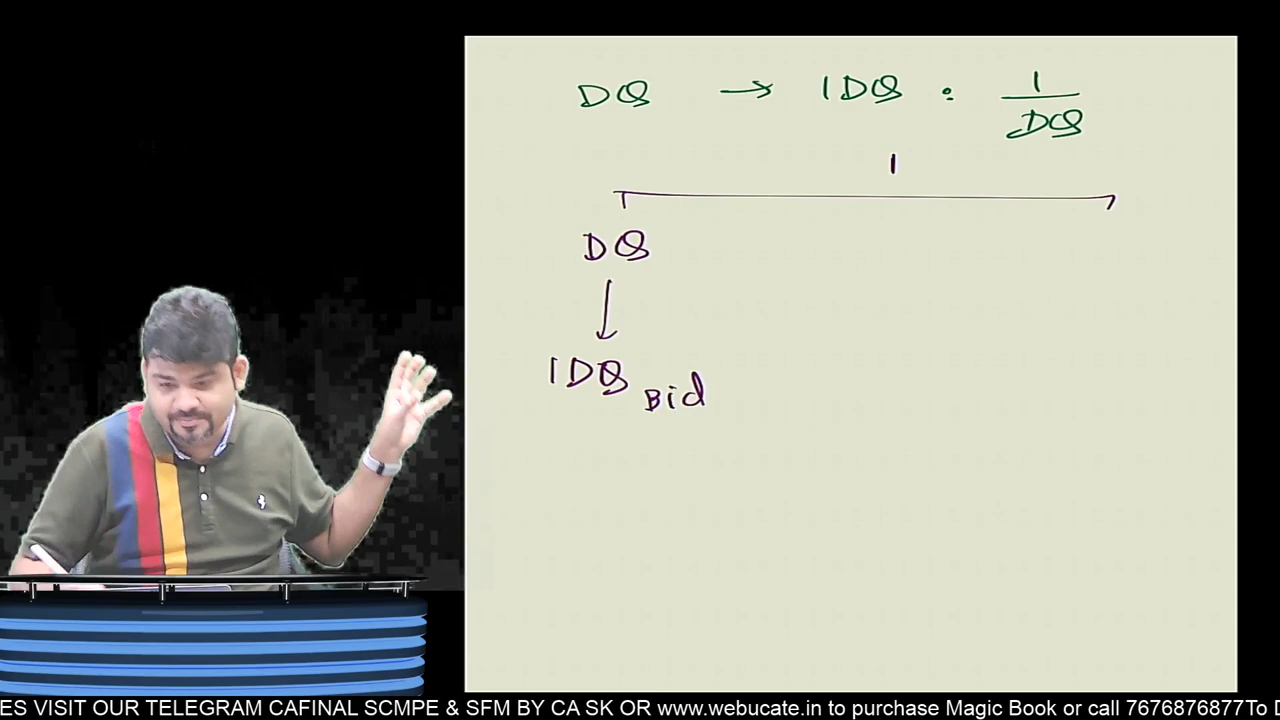 DQ → IDQ : 1/DQ
1
DQ
↓
IDQ Bid
ES VISIT OUR TELEGRAM CAFINAL SCMPE & SFM BY CA SK OR www.webucate.in to purchase Magic Book or call 7676876877To D